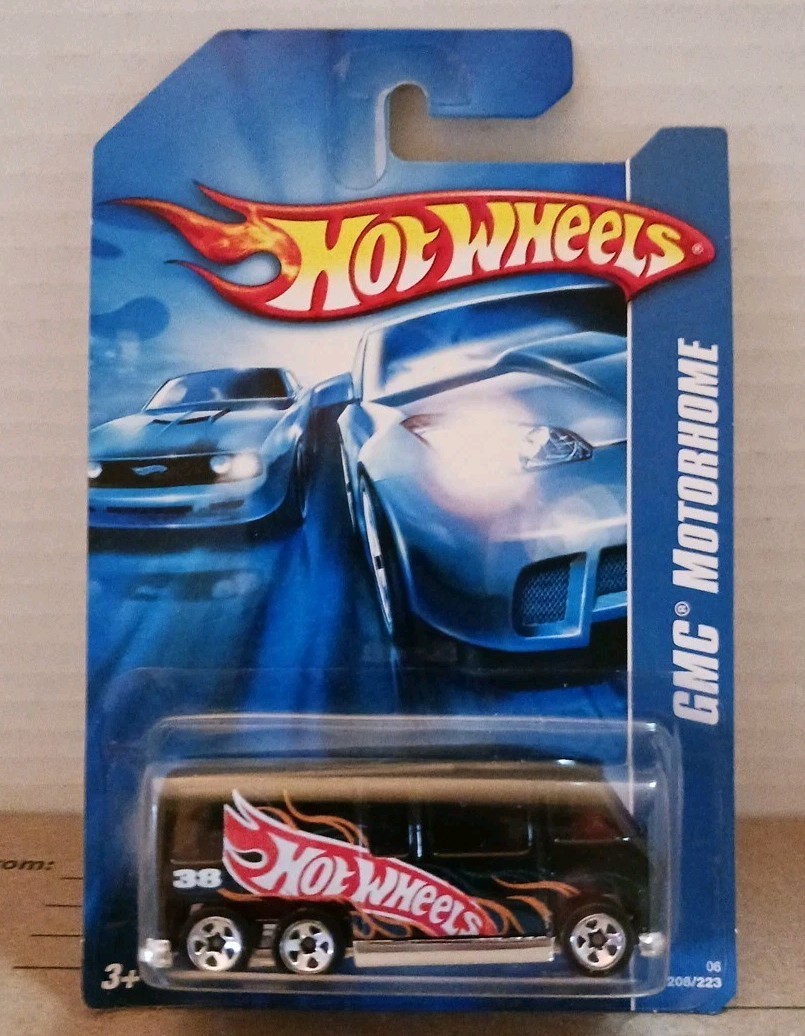 HOT WHEELS®
GMC® MOTORHOME
38
HOT WHEELS
3+
06
208/223
om: